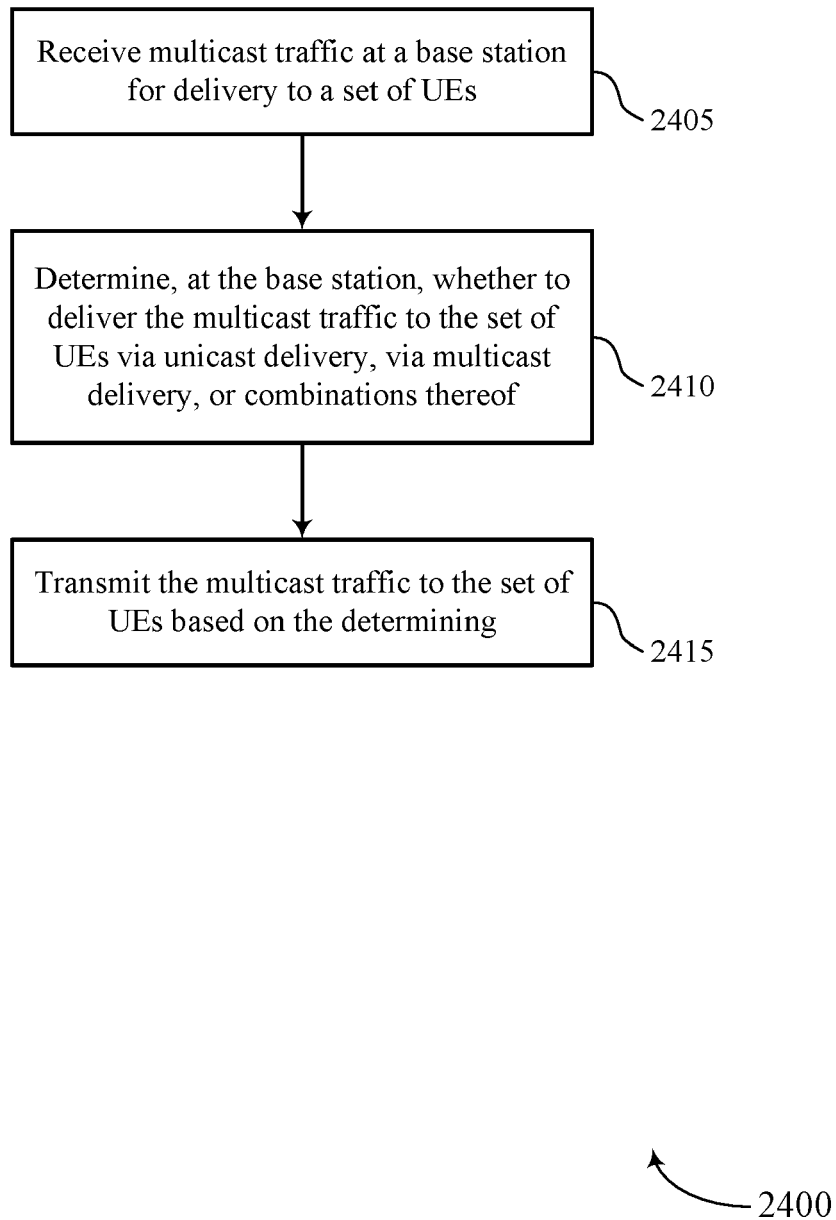 Receive multicast traffic at a base station
for delivery to a set of UEs
2405
Determine, at the base station, whether to
deliver the multicast traffic to the set of
UEs via unicast delivery, via multicast
delivery, or combinations thereof
2410
Transmit the multicast traffic to the set of
UEs based on the determining
2415
2400